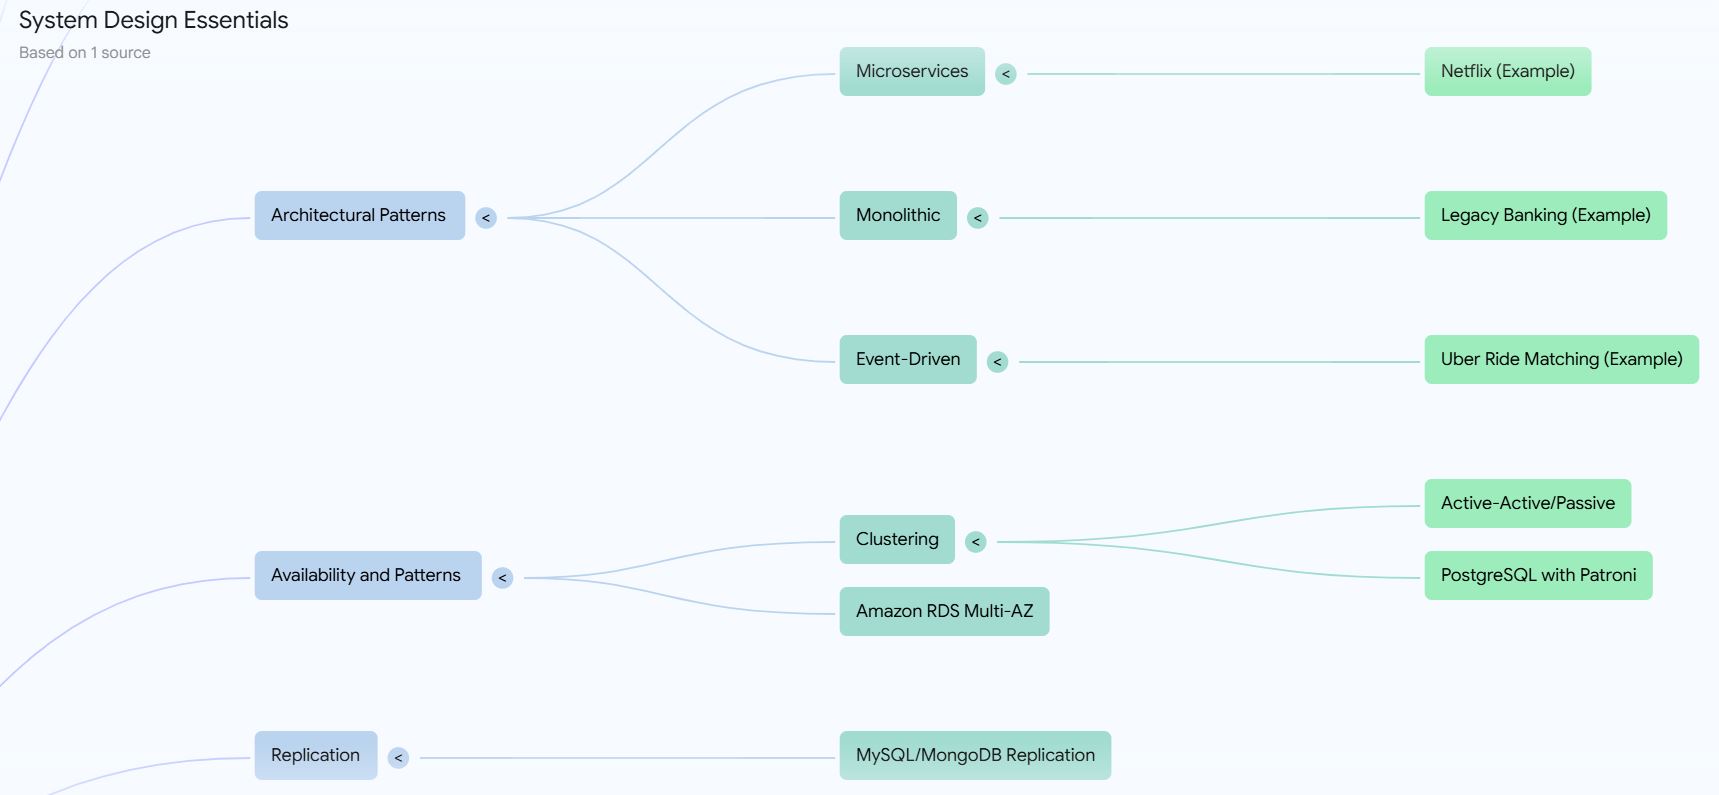 System Design Essentials
Based on 1 source
Microservices
<
Netflix (Example)
Architectural Patterns
<
Monolithic
<
Legacy Banking (Example)
Event-Driven
<
Uber Ride Matching (Example)
Availability and Patterns
<
Clustering
<
Active-Active/Passive
PostgreSQL with Patroni
Amazon RDS Multi-AZ
Replication
<
MySQL/MongoDB Replication